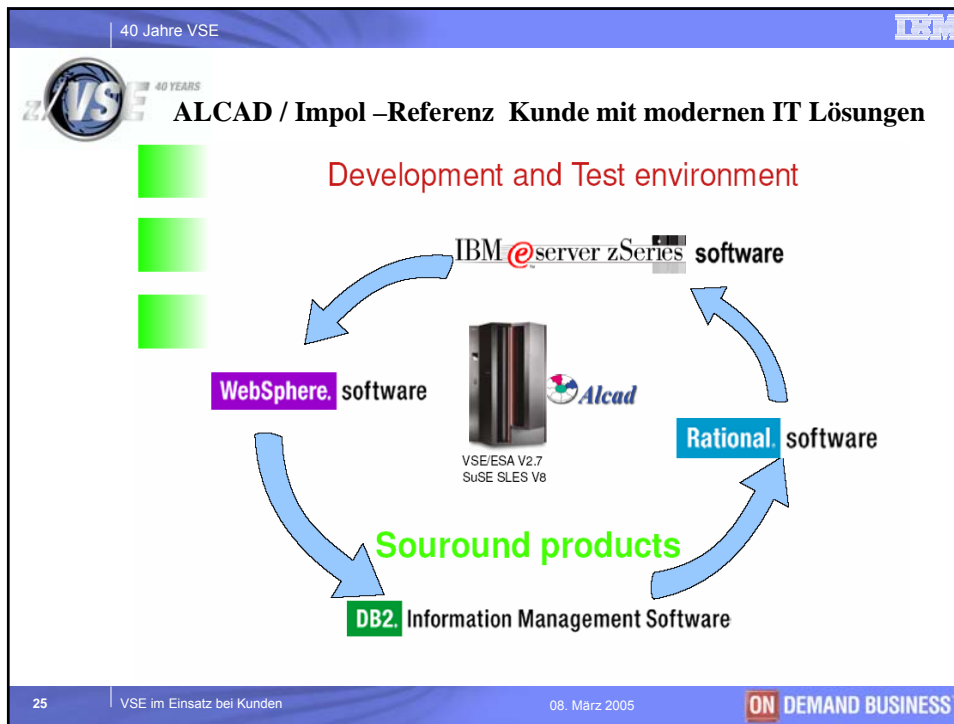 40 Jahre VSE
IBM
z/VSE
40 YEARS
ALCAD / Impol –Referenz Kunde mit modernen IT Lösungen
Development and Test environment
IBM @server zSeries software
WebSphere. software
Alcad
Rational. software
VSE/ESA V2.7
SuSE SLES V8
Souround products
DB2. Information Management Software
25
VSE im Einsatz bei Kunden
08. März 2005
ON DEMAND BUSINESS